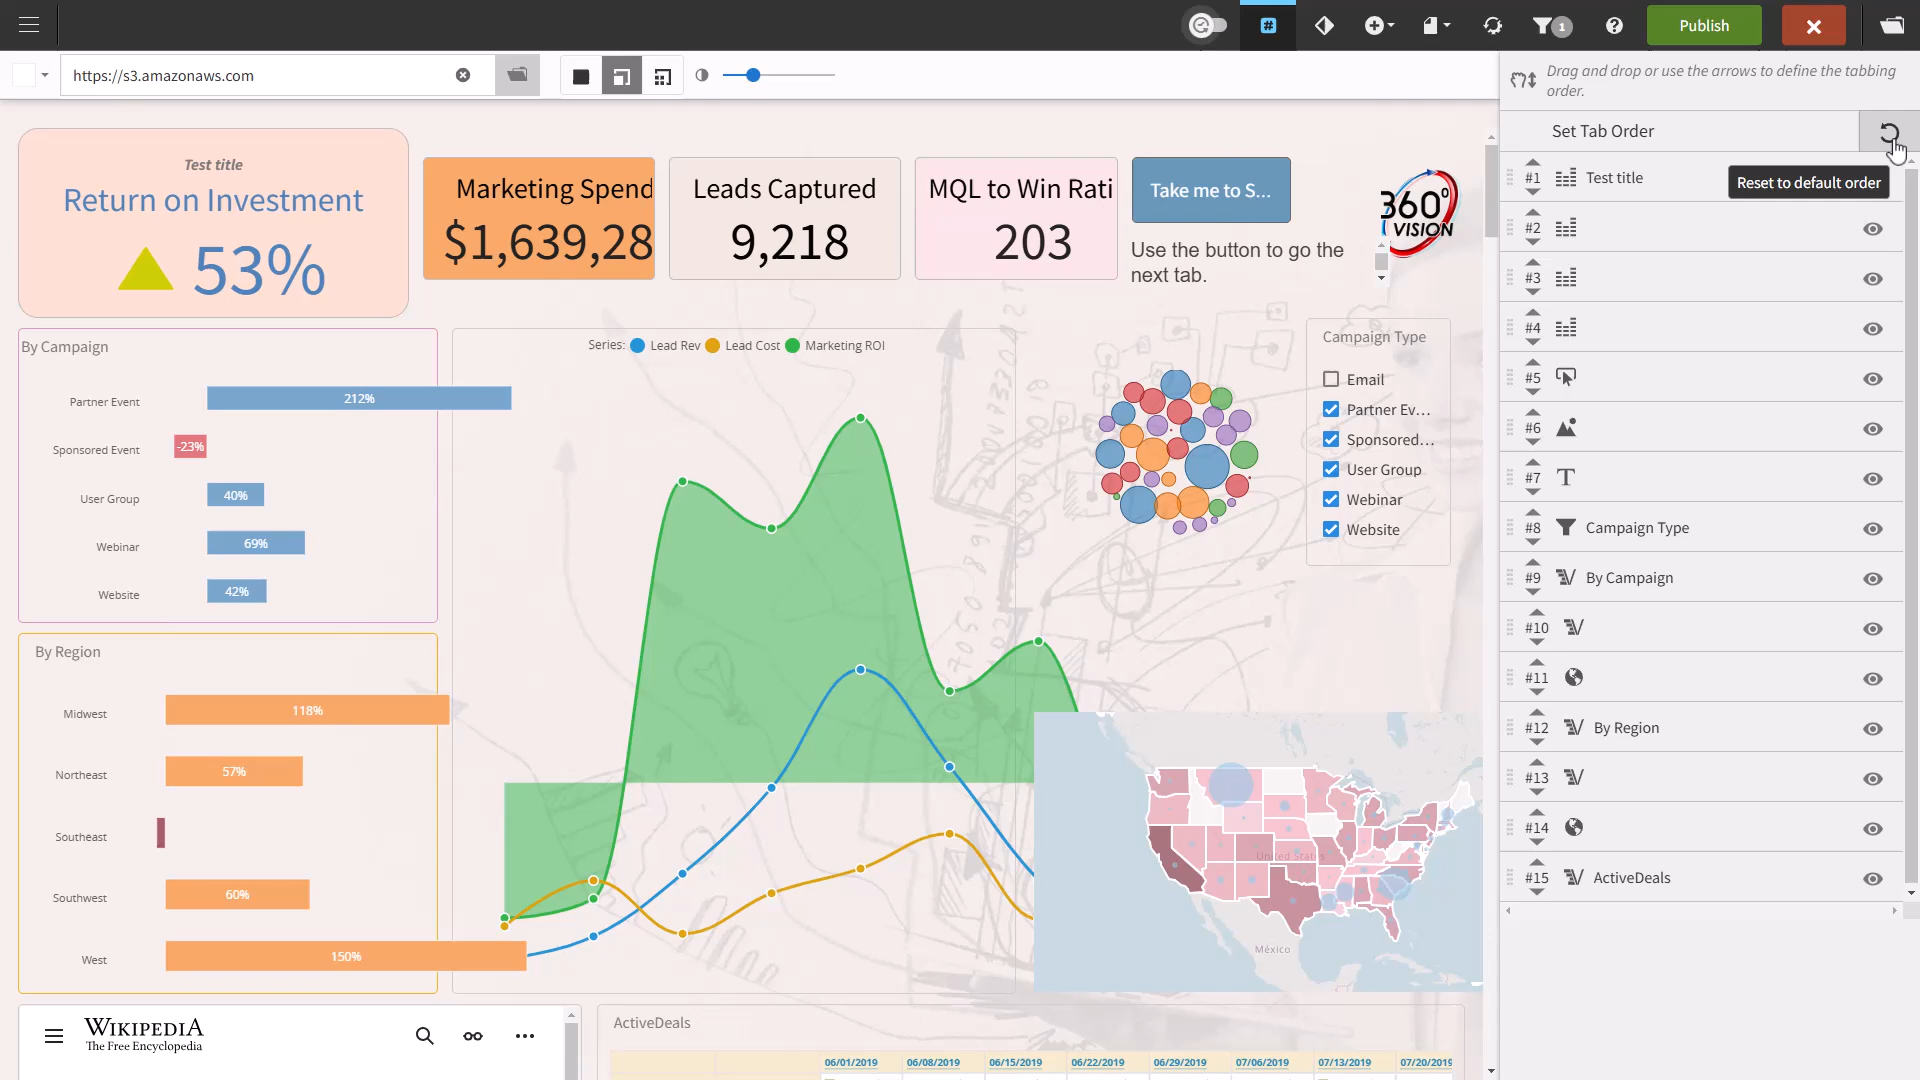 1
Publish
https://s3.amazonaws.com
Drag and drop or use the arrows to define the tabbing
order.
Set Tab Order
Reset to default order
Test title
Return on Investment
53%
Marketing Spend
$1,639,28
Leads Captured
9,218
MQL to Win Rati
203
Take me to S...
Use the button to go the
next tab.
360°
VISION
By Campaign
Partner Event
212%
Sponsored Event
-23%
User Group
40%
Webinar
69%
Website
42%
Series: Lead Rev Lead Cost Marketing ROI
Campaign Type
Email
Partner Ev...
Sponsored...
User Group
Webinar
Website
By Region
Midwest
118%
Northeast
57%
Southeast
Southwest
60%
West
150%
United States
México
WIKIPEDIA
The Free Encyclopedia
ActiveDeals
06/01/2019 06/08/2019 06/15/2019 06/22/2019 06/29/2019 07/06/2019 07/13/2019 07/20/2019
#1 Test title
#2
#3
#4
#5
#6
#7 T
#8 Campaign Type
#9 By Campaign
#10
#11
#12 By Region
#13
#14
#15 ActiveDeals